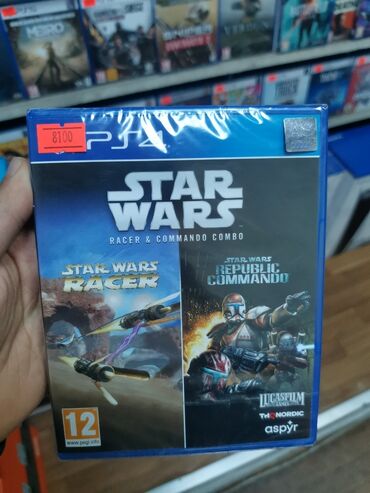 8100
PS4
STAR
WARS
RACER & COMMANDO COMBO
STAR WARS
RACER
STAR WARS
REPUBLIC
COMMANDO
12
www.pegi.info
LUCASFILM
GAMES
THQ NORDIC
aspyr